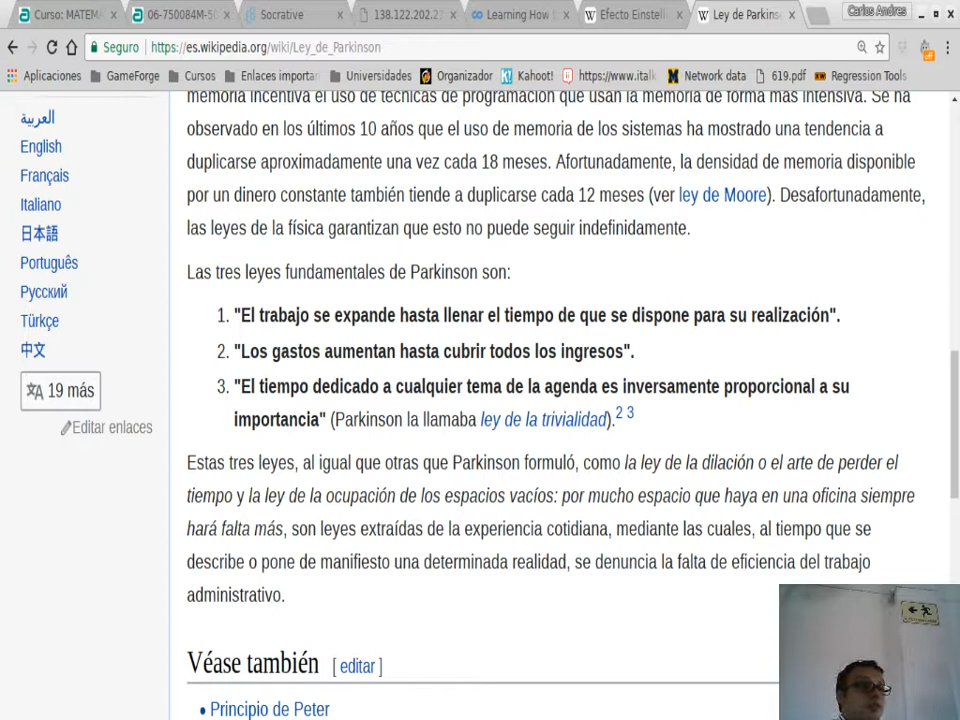 Curso: MATEM
06-750084M-50
Socrative
138.122.202.2
Learning How
Efecto Einstell
Ley de Parkins
Carlos Andres
Seguro
https://es.wikipedia.org/wiki/Ley_de_Parkinson
Aplicaciones
GameForge
Cursos
Enlaces importan
Universidades
Organizador
Kahoot!
https://www.italk
Network data
619.pdf
Regression Tools
العربية
English
Français
Italiano
日本語
Português
Русский
Türkçe
中文
19 más
Editar enlaces
memoria incentiva el uso de técnicas de programación que usan la memoria de forma más intensiva. Se ha
observado en los últimos 10 años que el uso de memoria de los sistemas ha mostrado una tendencia a
duplicarse aproximadamente una vez cada 18 meses. Afortunadamente, la densidad de memoria disponible
por un dinero constante también tiende a duplicarse cada 12 meses (ver ley de Moore). Desafortunadamente,
las leyes de la física garantizan que esto no puede seguir indefinidamente.
Las tres leyes fundamentales de Parkinson son:
1. "El trabajo se expande hasta llenar el tiempo de que se dispone para su realización".
2. "Los gastos aumentan hasta cubrir todos los ingresos".
3. "El tiempo dedicado a cualquier tema de la agenda es inversamente proporcional a su
importancia" (Parkinson la llamaba ley de la trivialidad).2 3
Estas tres leyes, al igual que otras que Parkinson formuló, como la ley de la dilación o el arte de perder el
tiempo y la ley de la ocupación de los espacios vacíos: por mucho espacio que haya en una oficina siempre
hará falta más, son leyes extraídas de la experiencia cotidiana, mediante las cuales, al tiempo que se
describe o pone de manifiesto una determinada realidad, se denuncia la falta de eficiencia del trabajo
administrativo.
Véase también [ editar ]
• Principio de Peter